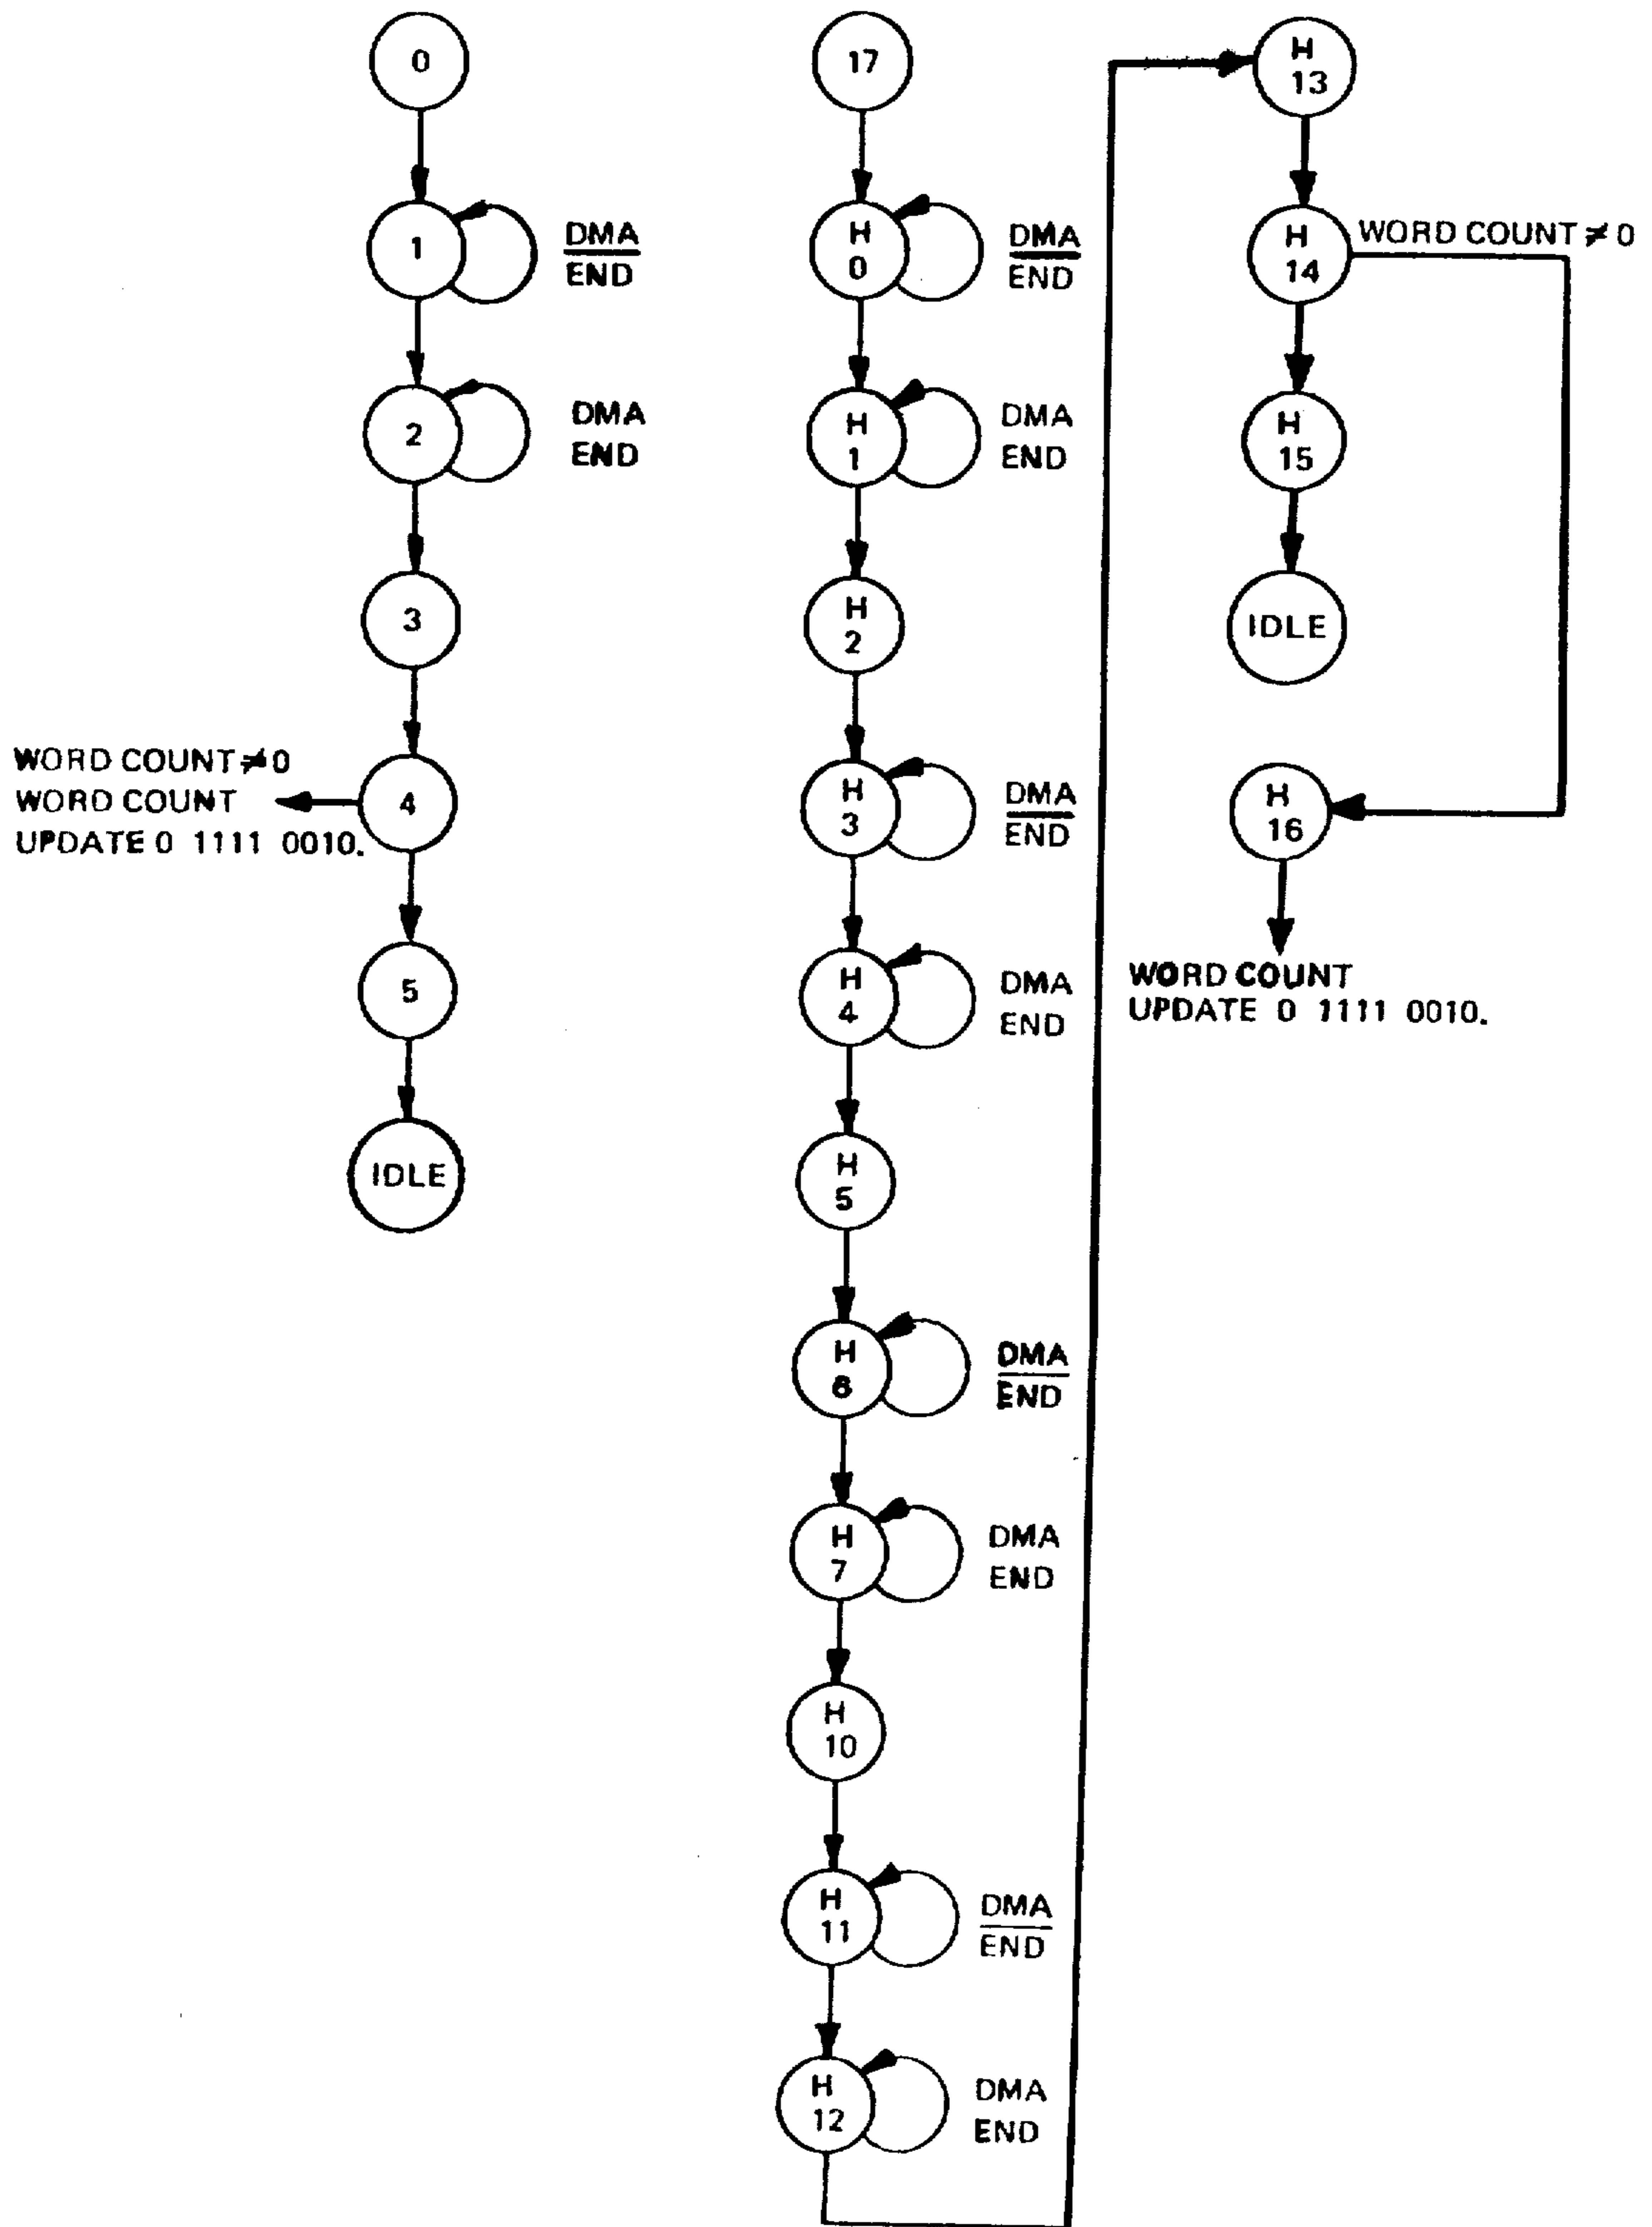 0
1
DMA
END
2
DMA
END
3
WORD COUNT ≠ 0
WORD COUNT
UPDATE 0 1111 0010.
4
5
IDLE
17
H
0
DMA
END
H
1
DMA
END
H
2
H
3
DMA
END
H
4
DMA
END
H
5
H
6
DMA
END
H
7
DMA
END
H
10
H
11
DMA
END
H
12
DMA
END
H
13
H
14
WORD COUNT ≠ 0
H
15
IDLE
H
16
WORD COUNT
UPDATE 0 1111 0010.